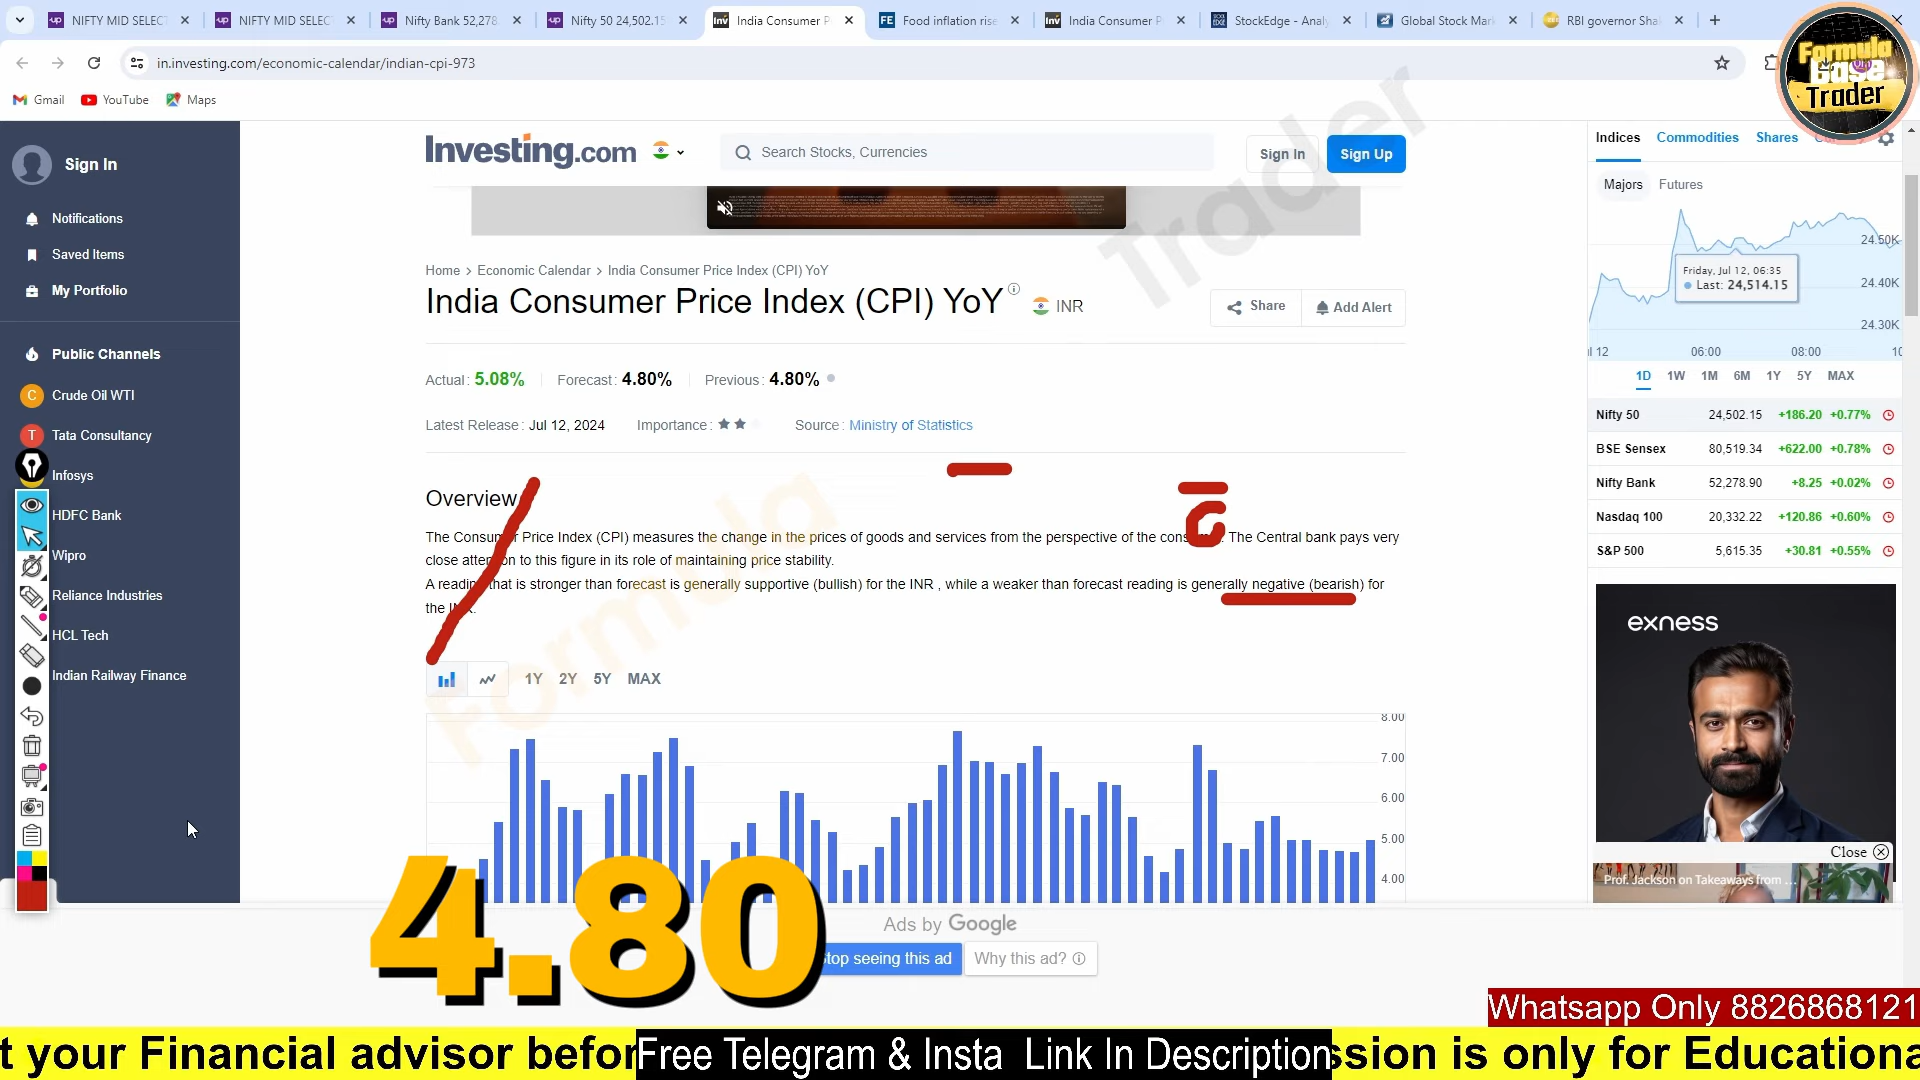 NIFTY MID SELECT
NIFTY MID SELEC
Nifty Bank 52,278.
Nifty 50 24,502.15
India Consumer P
Food inflation rise
India Consumer P
StockEdge - Analy
Global Stock Mark
RBI governor Sha
in.investing.com/economic-calendar/indian-cpi-973
Gmail
YouTube
Maps
Formula
Base
Trader
Sign In
Notifications
Saved Items
My Portfolio
Public Channels
Crude Oil WTI
Tata Consultancy
Infosys
HDFC Bank
Wipro
Reliance Industries
HCL Tech
Indian Railway Finance
Investing.com
Search Stocks, Currencies
Sign In
Sign Up
Home > Economic Calendar > India Consumer Price Index (CPI) YoY
India Consumer Price Index (CPI) YoY
INR
Share
Add Alert
Actual: 5.08%
Forecast: 4.80%
Previous: 4.80%
Latest Release: Jul 12, 2024
Importance:
Source: Ministry of Statistics
Overview
The Consumer Price Index (CPI) measures the change in the prices of goods and services from the perspective of the The Central bank pays very
close attention to this figure in its role of maintaining price stability.
A reading that is stronger than forecast is generally supportive (bullish) for the INR , while a weaker than forecast reading is generally negative (bearish) for
the INR.
1Y 2Y 5Y MAX
8.00
7.00
6.00
5.00
4.00
Formula
Trader
Indices Commodities Shares
Majors Futures
24.50K
24.40K
24.30K
Friday, Jul 12, 06:35
Last: 24,514.15
12 06:00 08:00 10
1D 1W 1M 6M 1Y 5Y MAX
Nifty 50 24,502.15 +186.20 +0.77%
BSE Sensex 80,519.34 +622.00 +0.78%
Nifty Bank 52,278.90 +8.25 +0.02%
Nasdaq 100 20,332.22 +120.86 +0.60%
S&P 500 5,615.35 +30.81 +0.55%
exness
Close
Prof. Jackson on Takeaways from ...
4.80
Ads by Google
Stop seeing this ad
Why this ad?
Whatsapp Only 8826868121
t your Financial advisor befor
Free Telegram & Insta Link In Description
ssion is only for Educationa